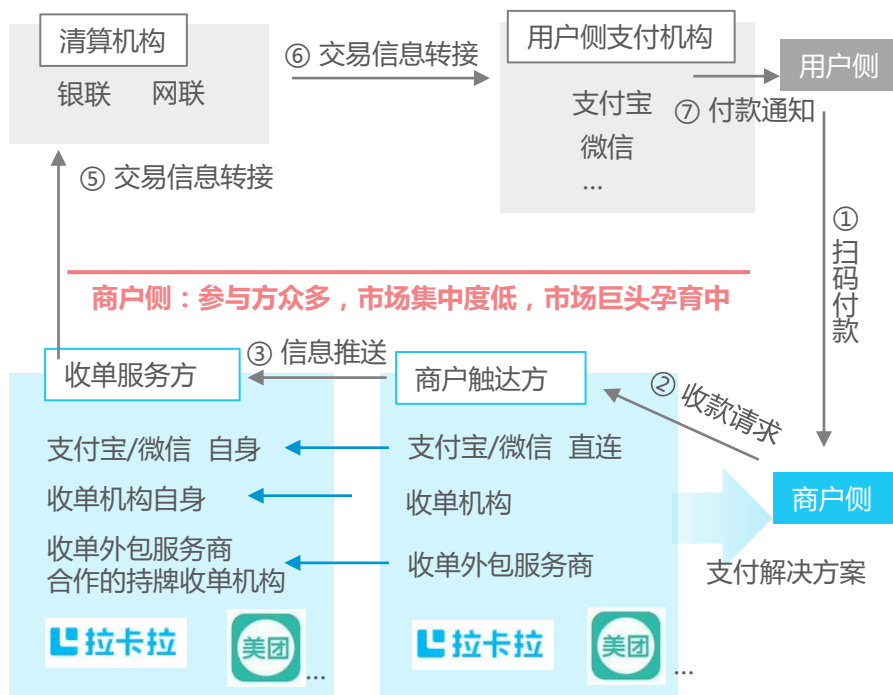 清算机构
银联 网联
⑥ 交易信息转接
用户侧支付机构
支付宝
微信
...
⑦ 付款通知
用户侧
⑤ 交易信息转接
①
扫
码
付
款
商户侧：参与方众多，市场集中度低，市场巨头孕育中
收单服务方
③ 信息推送
商户触达方
② 收款请求
支付宝/微信 自身
支付宝/微信 直连
收单机构自身
收单机构
商户侧
收单外包服务商
合作的持牌收单机构
收单外包服务商
支付解决方案
拉卡拉
美团
...
拉卡拉
美团
...